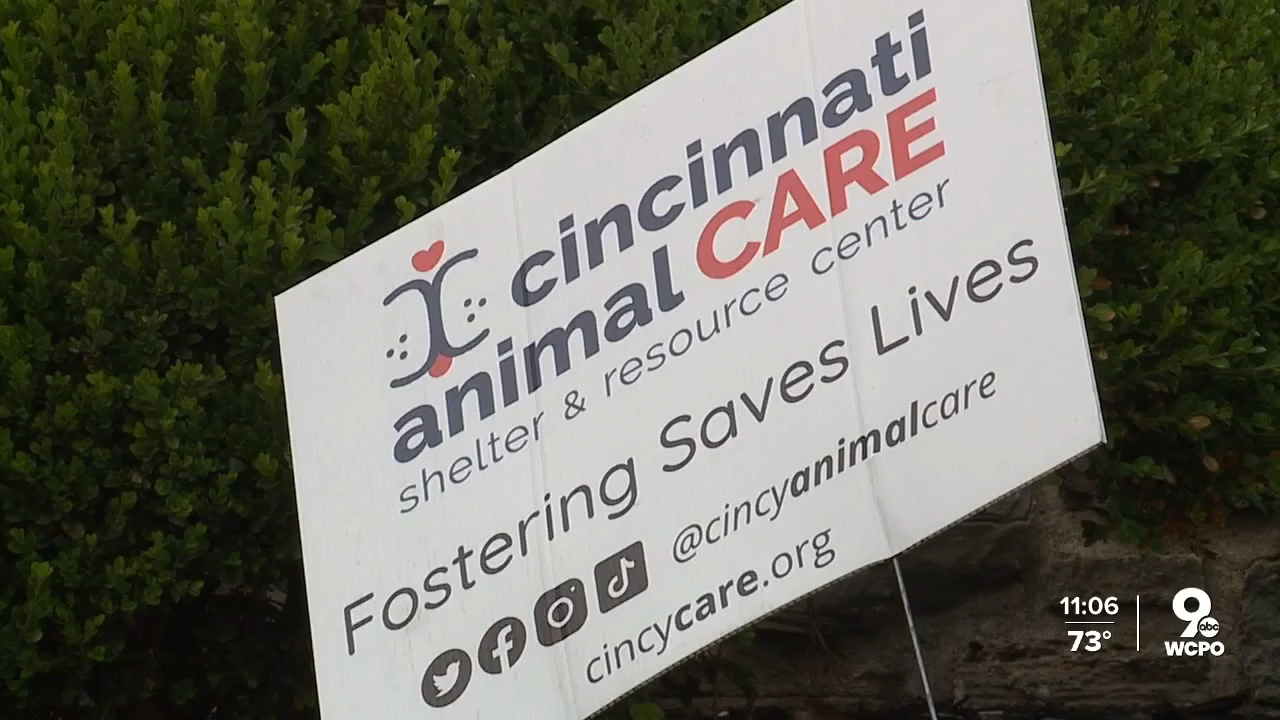 cincinnati
animal CARE
shelter & resource center
Fostering Saves Lives
@cincyanimalcare
cincycare.org
11:06
73°
9
abc
WCPO